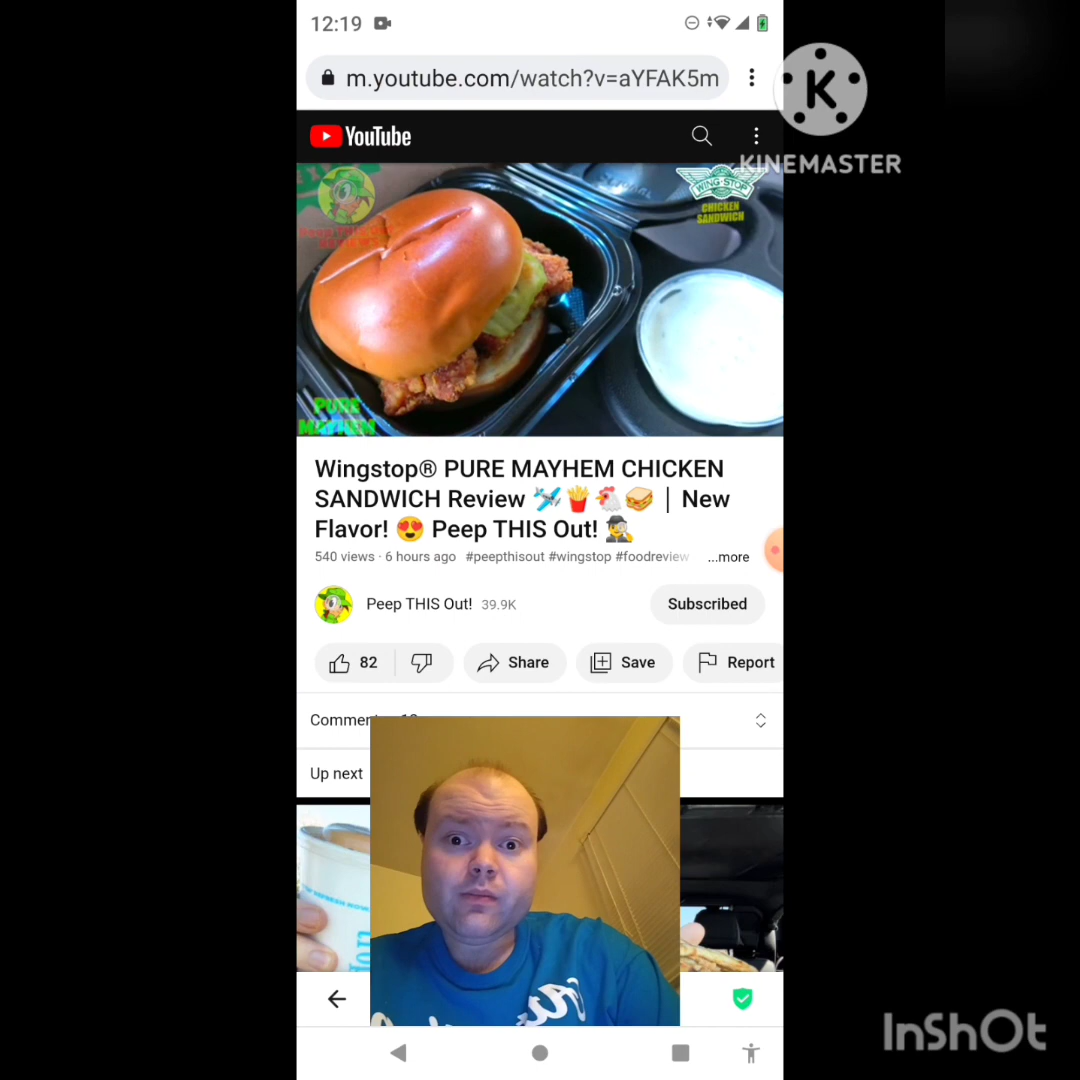 12:19
m.youtube.com/watch?v=aYFAK5m
K
KINEMASTER
YouTube
WING·STOP
CHICKEN
SANDWICH
PURE
MAYHEM
Wingstop® PURE MAYHEM CHICKEN
SANDWICH Review 🛩️🍟🐔🥪 | New
Flavor! 😍 Peep THIS Out! 🕵️
540 views · 6 hours ago #peepthisout #wingstop #foodreview ...more
Peep THIS Out! 39.9K
Subscribed
82
Share
Save
Report
Up next
InShOt